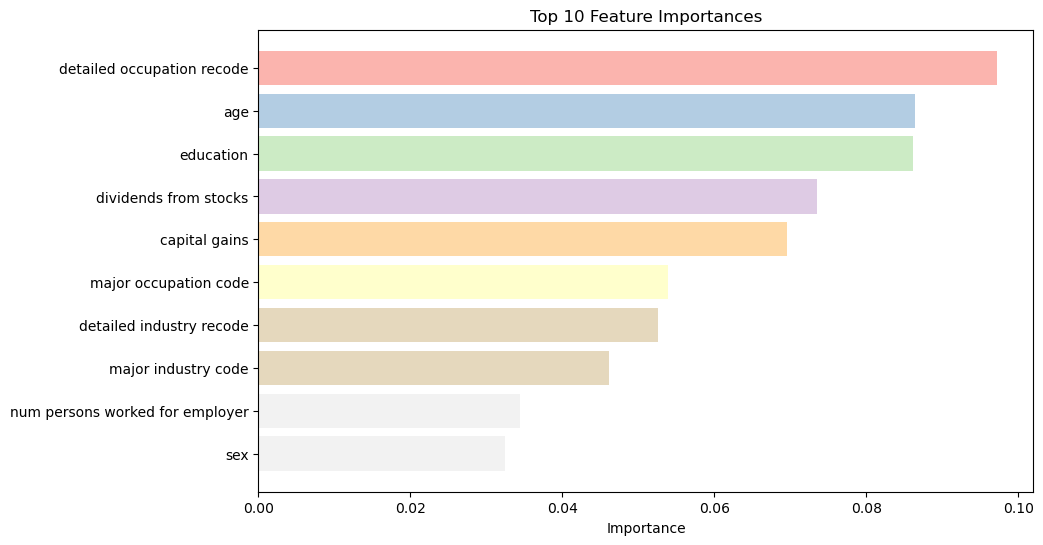 Top 10 Feature Importances
detailed occupation recode
age
education
dividends from stocks
capital gains
major occupation code
detailed industry recode
major industry code
num persons worked for employer
sex
0.00 0.02 0.04 0.06 0.08 0.10
Importance